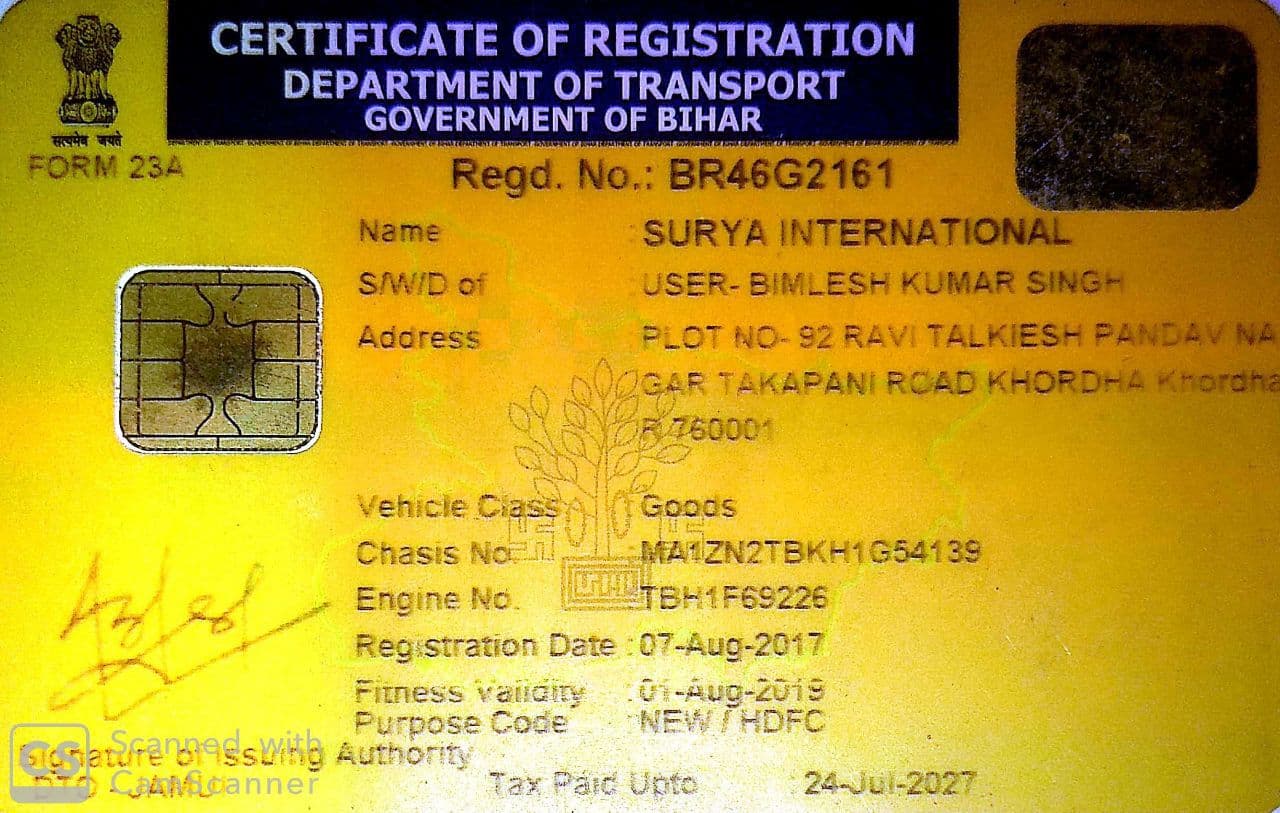 CERTIFICATE OF REGISTRATION
DEPARTMENT OF TRANSPORT
GOVERNMENT OF BIHAR
सत्यमेव जयते
FORM 23A
Regd. No.: BR46G2161
Name : SURYA INTERNATIONAL
S/W/D of : USER- BIMLESH KUMAR SINGH
Address : PLOT NO- 92 RAVI TALKIESH PANDAV NA
GAR TAKAPANI ROAD KHORDHA Khordha
R 760001
Vehicle Class : Goods
Chasis No. : MA1ZN2TBKH1G54139
Engine No. : TBH1F69226
Registration Date : 07-Aug-2017
Fitness Validity : 01-Aug-2019
Purpose Code : NEW / HDFC
Signature of Issuing Authority
Tax Paid Upto : 24-Jul-2027
CS Scanned with
CamScanner